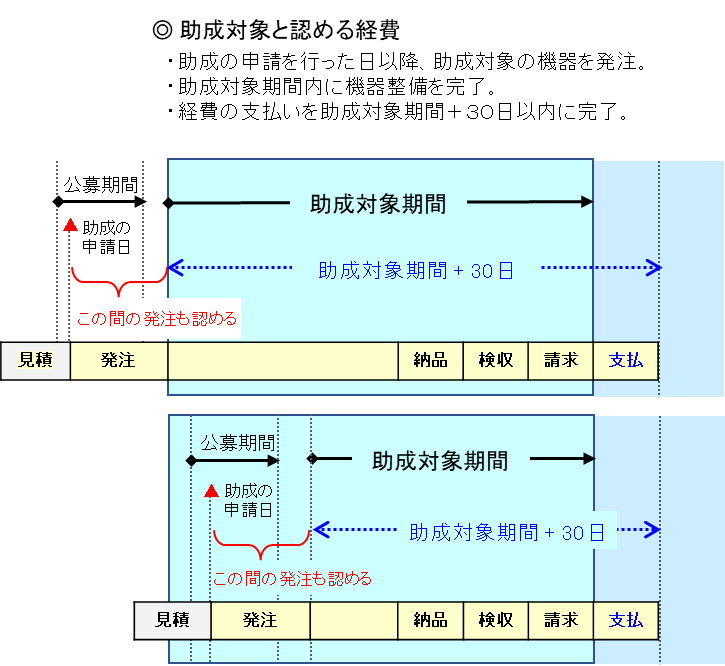 ◎ 助成対象と認める経費
・助成の申請を行った日以降、助成対象の機器を発注。
・助成対象期間内に機器整備を完了。
・経費の支払いを助成対象期間＋３０日以内に完了。
公募期間
助成対象期間
助成の
申請日
助成対象期間 + 30 日
この間の発注も認める
見積 発注 納品 検収 請求 支払
公募期間
助成対象期間
助成の
申請日
助成対象期間 + 30 日
この間の発注も認める
見積 発注 納品 検収 請求 支払